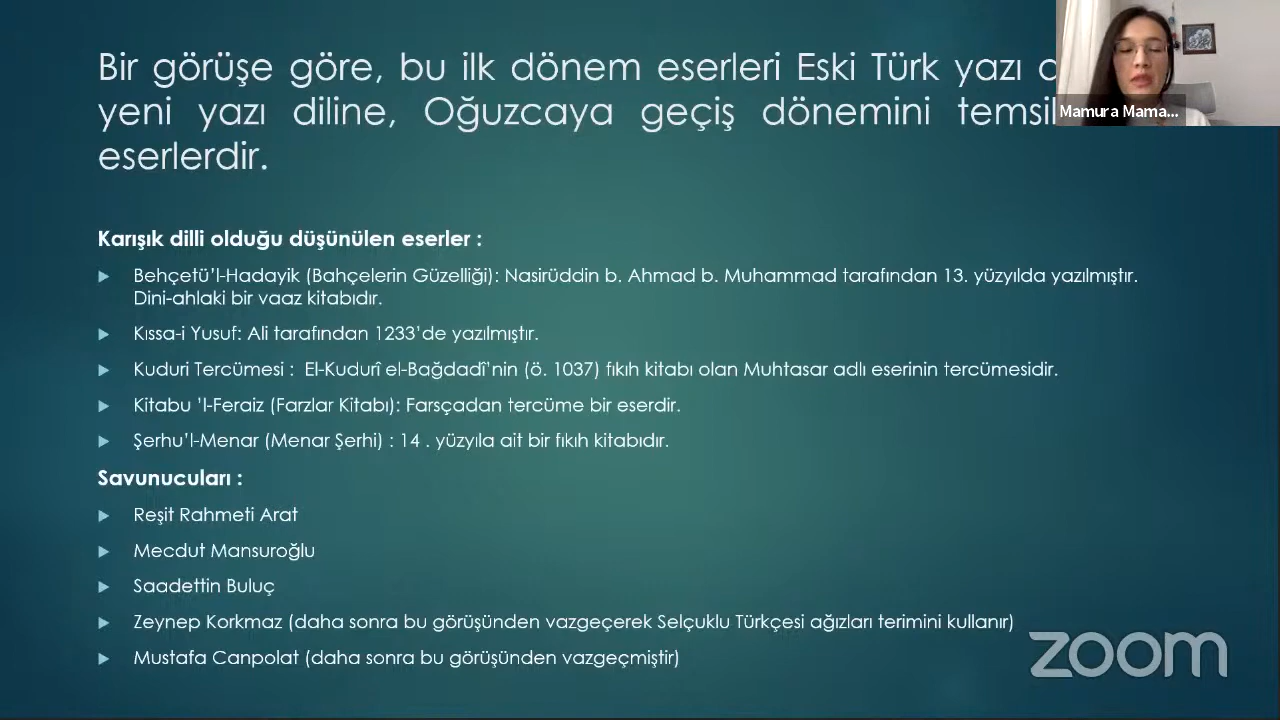 Bir görüşe göre, bu ilk dönem eserleri Eski Türk yazı
yeni yazı diline, Oğuzcaya geçiş dönemini temsil
eserlerdir.
Mamura Mama...
Karışık dilli olduğu düşünülen eserler :
Behçetü’l-Hadayik (Bahçelerin Güzelliği): Nasirüddin b. Ahmad b. Muhammad tarafından 13. yüzyılda yazılmıştır.
Dini-ahlaki bir vaaz kitabıdır.
Kıssa-i Yusuf: Ali tarafından 1233’de yazılmıştır.
Kuduri Tercümesi : El-Kudurî el-Bağdadî’nin (ö. 1037) fıkıh kitabı olan Muhtasar adlı eserinin tercümesidir.
Kitabu ’l-Feraiz (Farzlar Kitabı): Farsçadan tercüme bir eserdir.
Şerhu’l-Menar (Menar Şerhi) : 14 . yüzyıla ait bir fıkıh kitabıdır.
Savunucuları :
Reşit Rahmeti Arat
Mecdut Mansuroğlu
Saadettin Buluç
Zeynep Korkmaz (daha sonra bu görüşünden vazgeçerek Selçuklu Türkçesi ağızları terimini kullanır)
Mustafa Canpolat (daha sonra bu görüşünden vazgeçmiştir)
zoom